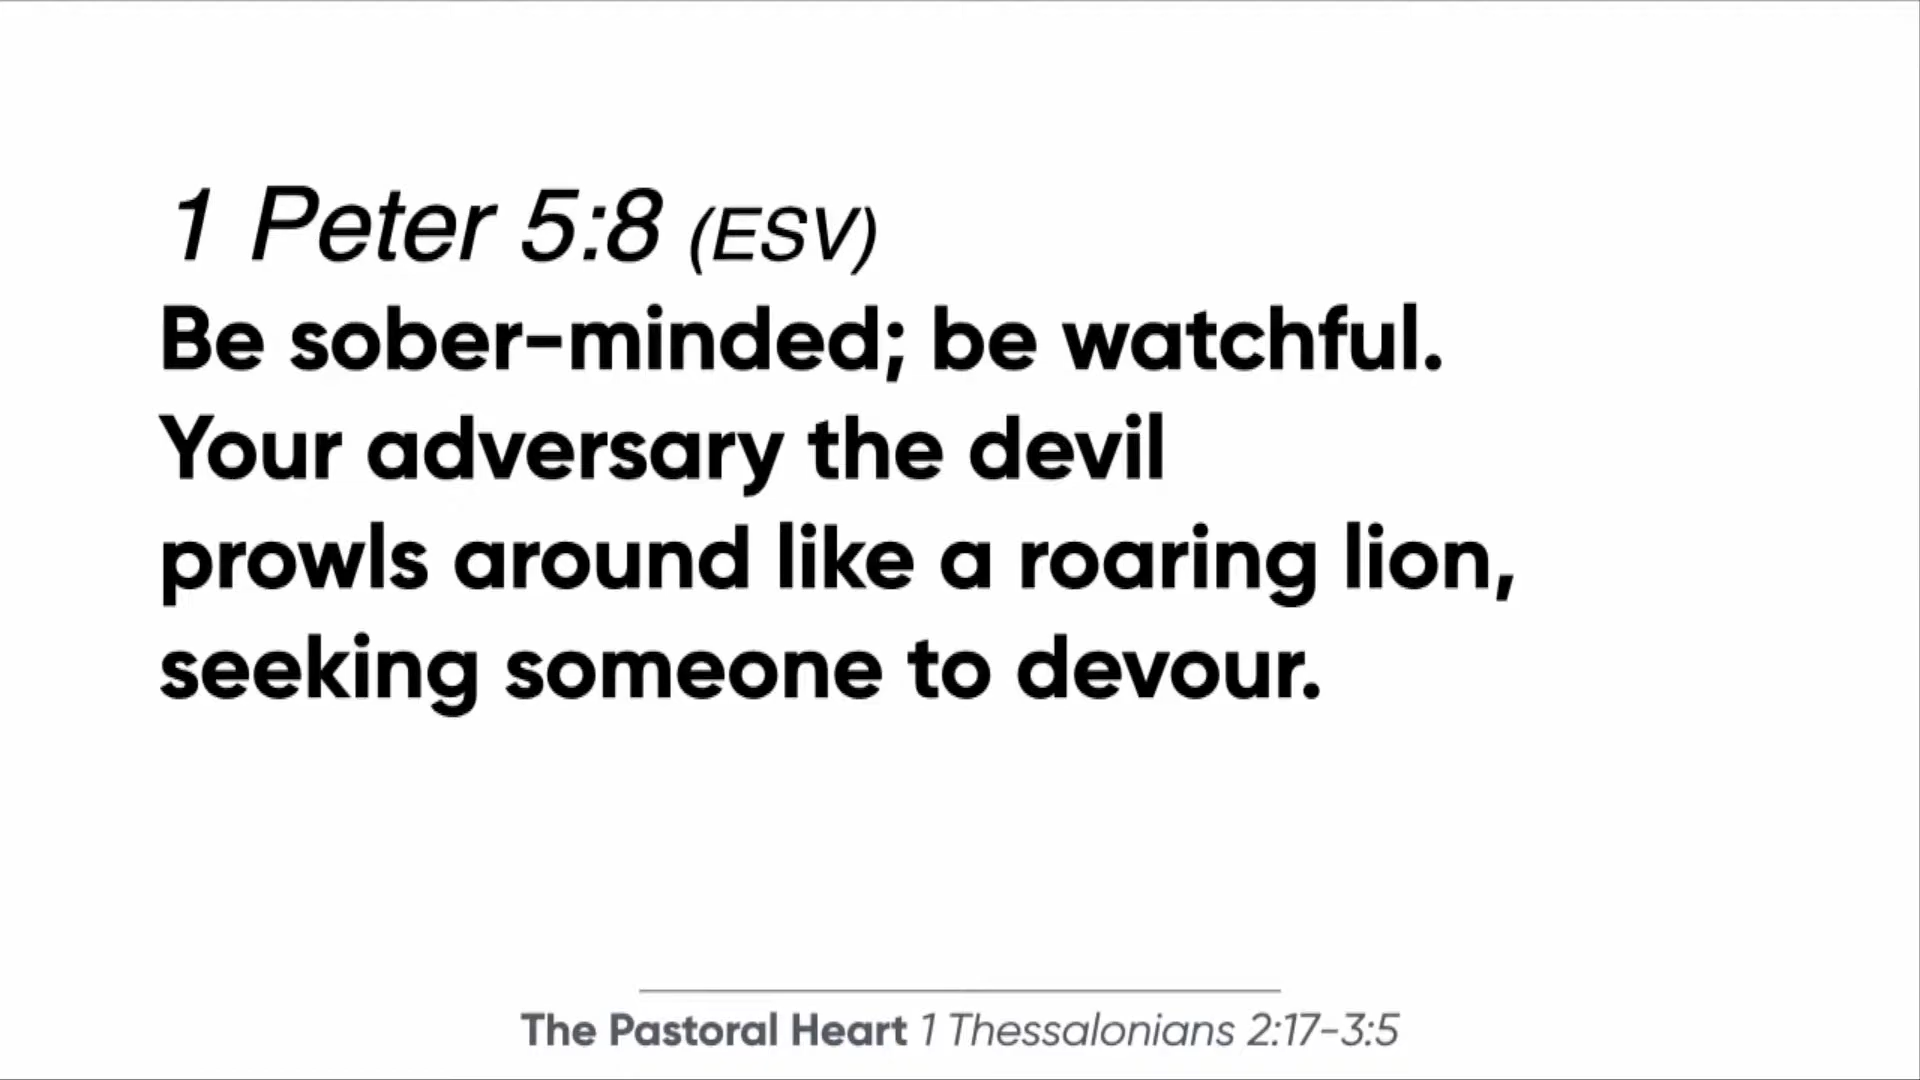 1 Peter 5:8 (ESV)
Be sober-minded; be watchful.
Your adversary the devil
prowls around like a roaring lion,
seeking someone to devour.
The Pastoral Heart 1 Thessalonians 2:17-3:5